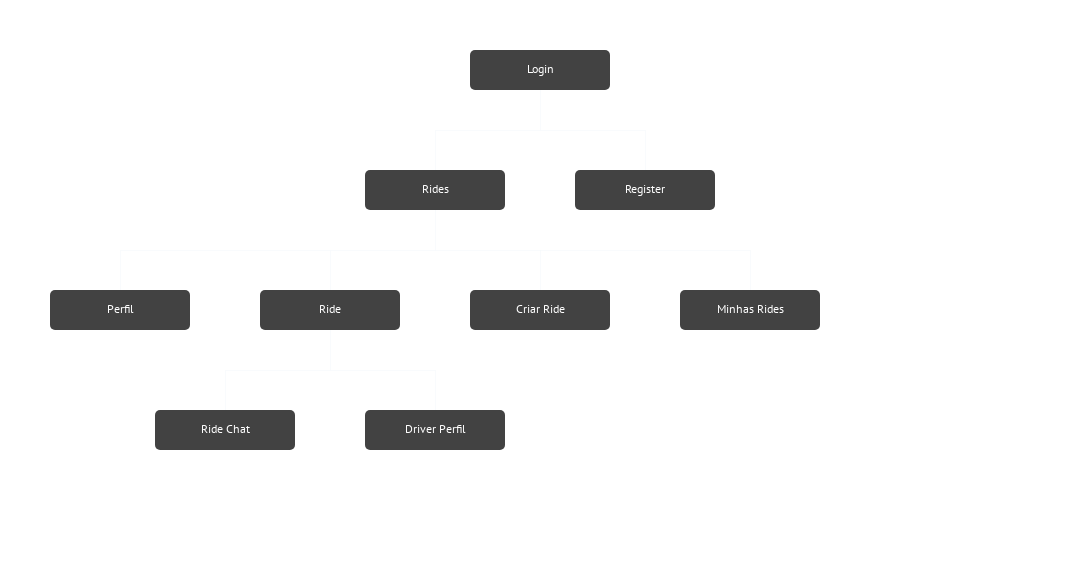 Login
Rides
Register
Perfil
Ride
Criar Ride
Minhas Rides
Ride Chat
Driver Perfil